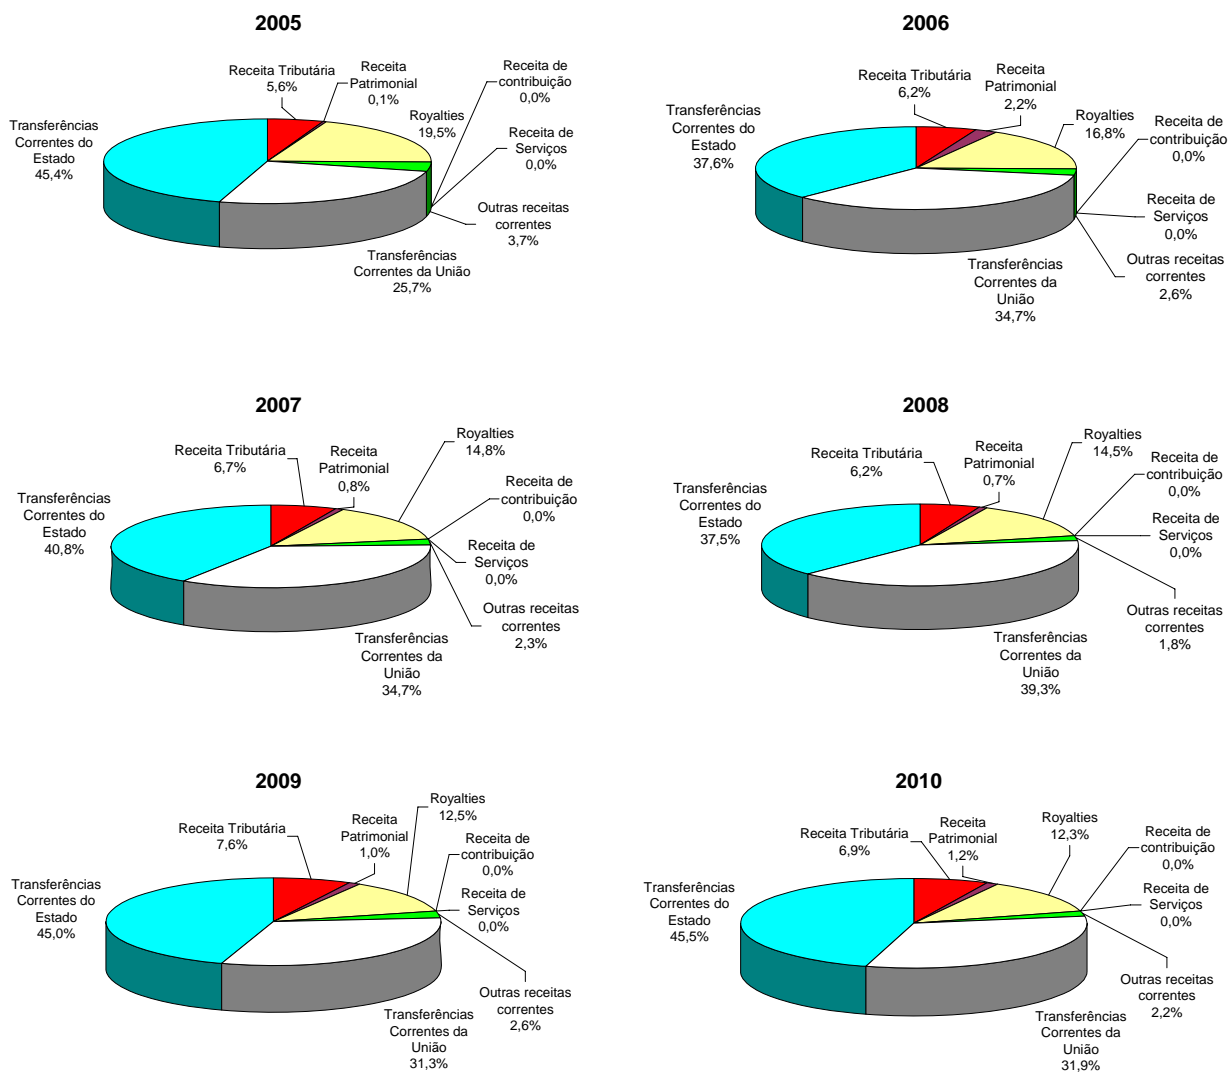 2005
Receita Tributária
5,6%
Receita
Patrimonial
0,1%
Receita de
contribuição
0,0%
Royalties
19,5%
Receita de
Serviços
0,0%
Outras receitas
correntes
3,7%
Transferências
Correntes da União
25,7%
Transferências
Correntes do
Estado
45,4%
2006
Receita Tributária
6,2%
Receita
Patrimonial
2,2%
Royalties
16,8%
Receita de
contribuição
0,0%
Receita de
Serviços
0,0%
Outras receitas
correntes
2,6%
Transferências
Correntes da
União
34,7%
Transferências
Correntes do
Estado
37,6%
2007
Receita Tributária
6,7%
Receita
Patrimonial
0,8%
Royalties
14,8%
Receita de
contribuição
0,0%
Receita de
Serviços
0,0%
Outras receitas
correntes
2,3%
Transferências
Correntes da
União
34,7%
Transferências
Correntes do
Estado
40,8%
2008
Receita Tributária
6,2%
Receita
Patrimonial
0,7%
Royalties
14,5%
Receita de
contribuição
0,0%
Receita de
Serviços
0,0%
Outras receitas
correntes
1,8%
Transferências
Correntes da
União
39,3%
Transferências
Correntes do
Estado
37,5%
2009
Receita Tributária
7,6%
Receita
Patrimonial
1,0%
Royalties
12,5%
Receita de
contribuição
0,0%
Receita de
Serviços
0,0%
Outras receitas
correntes
2,6%
Transferências
Correntes da
União
31,3%
Transferências
Correntes do
Estado
45,0%
2010
Receita Tributária
6,9%
Receita
Patrimonial
1,2%
Royalties
12,3%
Receita de
contribuição
0,0%
Receita de
Serviços
0,0%
Outras receitas
correntes
2,2%
Transferências
Correntes da
União
31,9%
Transferências
Correntes do
Estado
45,5%